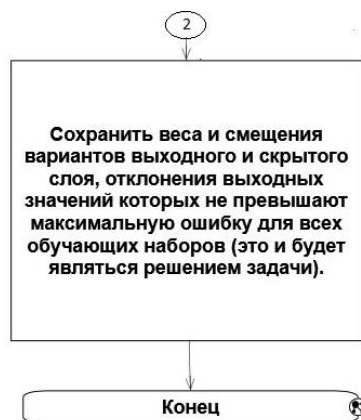 2
Сохранить веса и смещения
вариантов выходного и скрытого
слоя, отклонения выходных
значений которых не превышают
максимальную ошибку для всех
обучающих наборов (это и будет
являться решением задачи).
Конец